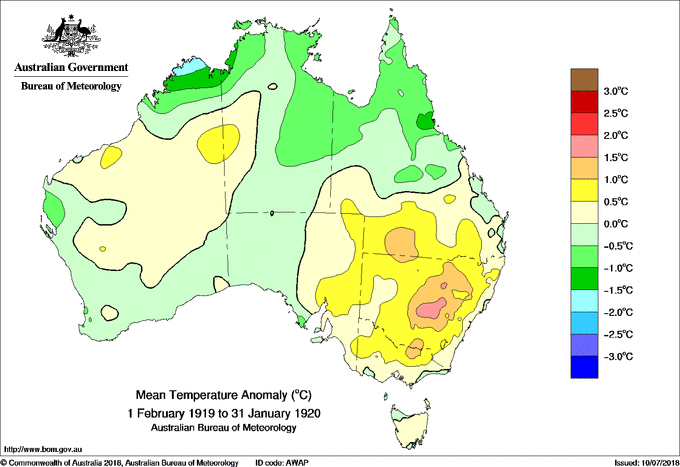 Australian Government
Bureau of Meteorology
3.0°C
2.5°C
2.0°C
1.5°C
1.0°C
0.5°C
0.0°C
-0.5°C
-1.0°C
-1.5°C
-2.0°C
-2.5°C
-3.0°C
Mean Temperature Anomaly (°C)
1 February 1919 to 31 January 1920
Australian Bureau of Meteorology
http://www.bom.gov.au
© Commonwealth of Australia 2018, Australian Bureau of Meteorology ID code: AWAP Issued: 10/07/2018